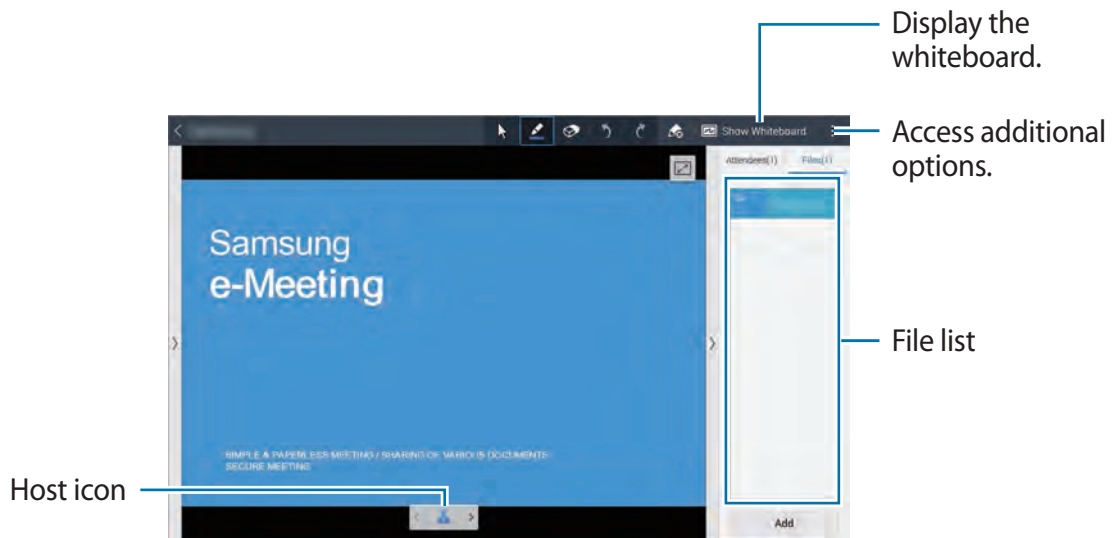 Display the
whiteboard.
Show Whiteboard
Access additional
options.
Attendees(1) Files(1)
Samsung
e-Meeting
File list
SIMPLE & PAPERLESS MEETING / SHARING OF VARIOUS DOCUMENTS
SECURE MEETING
Host icon
Add